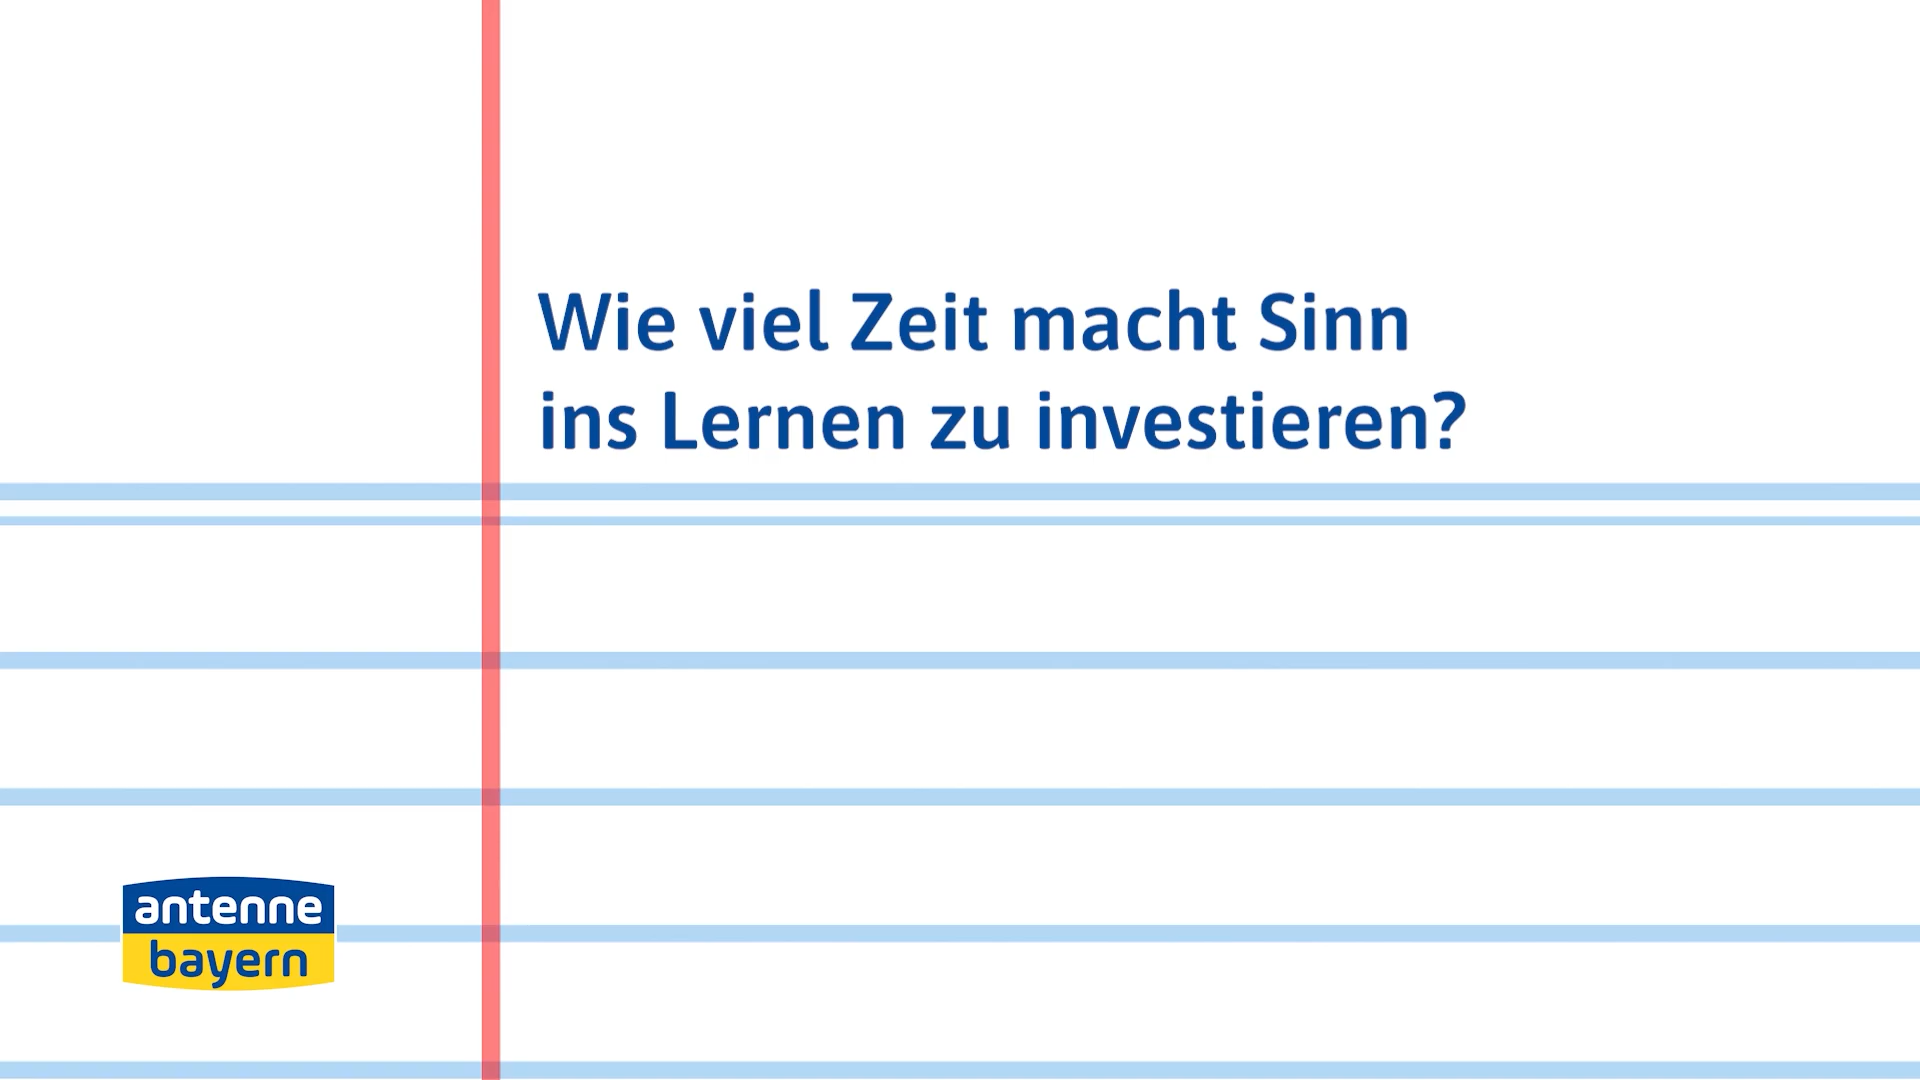 Wie viel Zeit macht Sinn
ins Lernen zu investieren?
antenne
bayern